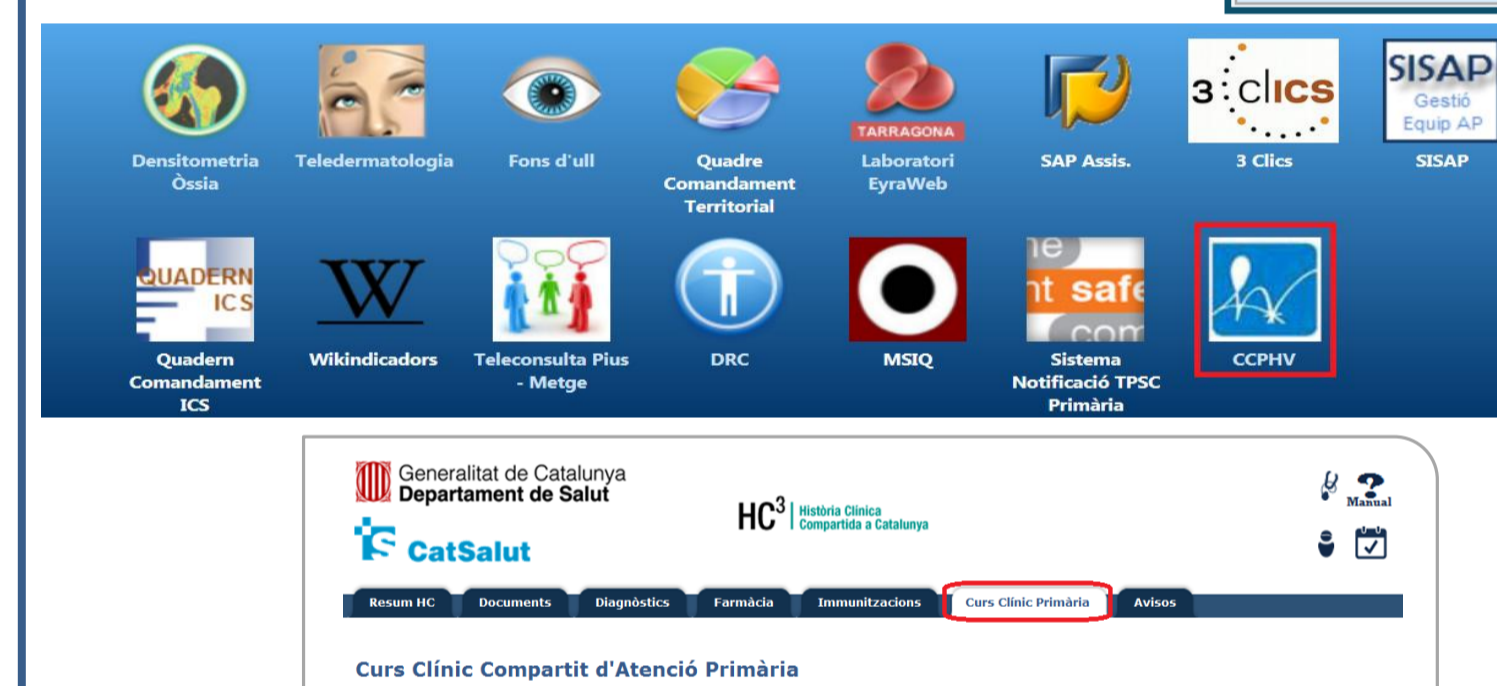 SISAP
Gestió
Equip AP
3 clics
TARRAGONA
Densitometria
Òssia
Teledermatologia
Fons d'ull
Quadre
Comandament
Territorial
Laboratori
EyraWeb
SAP Assis.
3 Clics
SISAP
QUADERN
ICS
W
nt safe
com
Quadern
Comandament
ICS
Wikindicadors
Teleconsulta Pius
- Metge
DRC
MSIQ
Sistema
Notificació TPSC
Primària
CCPHV
Generalitat de Catalunya
Departament de Salut
CatSalut
HC³ Història Clínica
Compartida a Catalunya
Manual
Resum HC Documents Diagnòstics Farmàcia Immunitzacions Curs Clínic Primària Avisos
Curs Clínic Compartit d'Atenció Primària